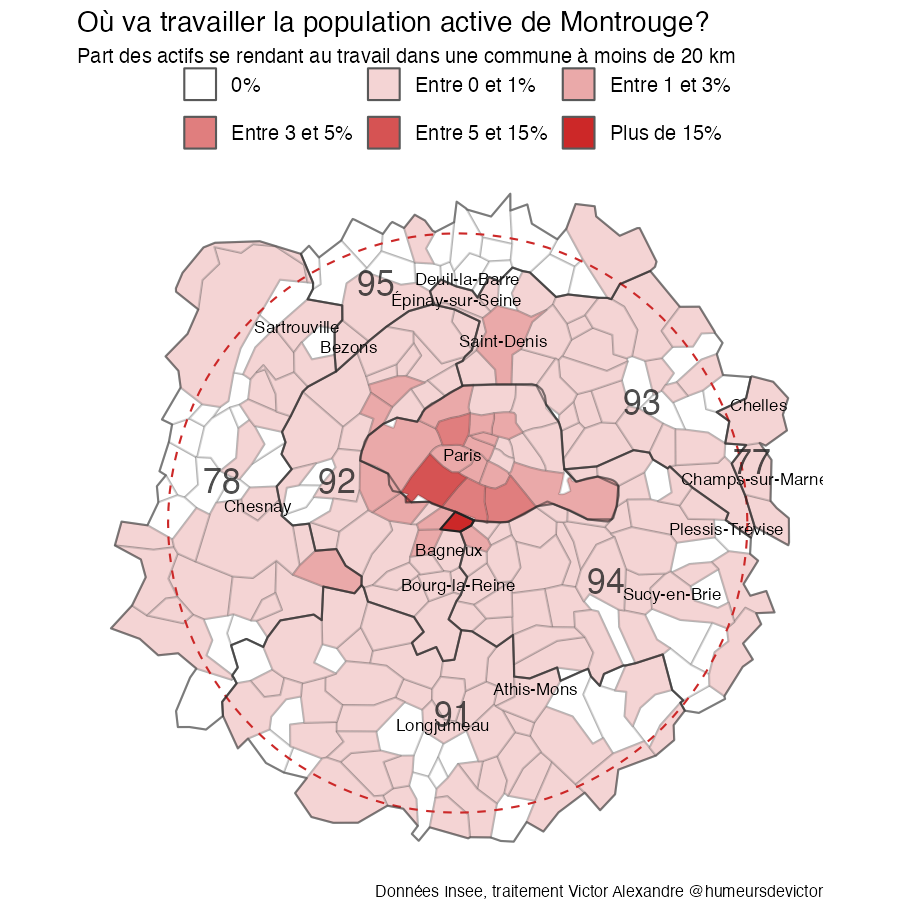 Où va travailler la population active de Montrouge?
Part des actifs se rendant au travail dans une commune à moins de 20 km
0% Entre 0 et 1% Entre 1 et 3%
Entre 3 et 5% Entre 5 et 15% Plus de 15%
95
Deuil-la-Barre
Épinay-sur-Seine
Sartrouville
Bezons
Saint-Denis
93
Chelles
Paris
77
78
92
Champs-sur-Marne
Chesnay
Plessis-Trévise
Bagneux
94
Bourg-la-Reine
Sucy-en-Brie
Athis-Mons
91
Longjumeau
Données Insee, traitement Victor Alexandre @humeursdevictor